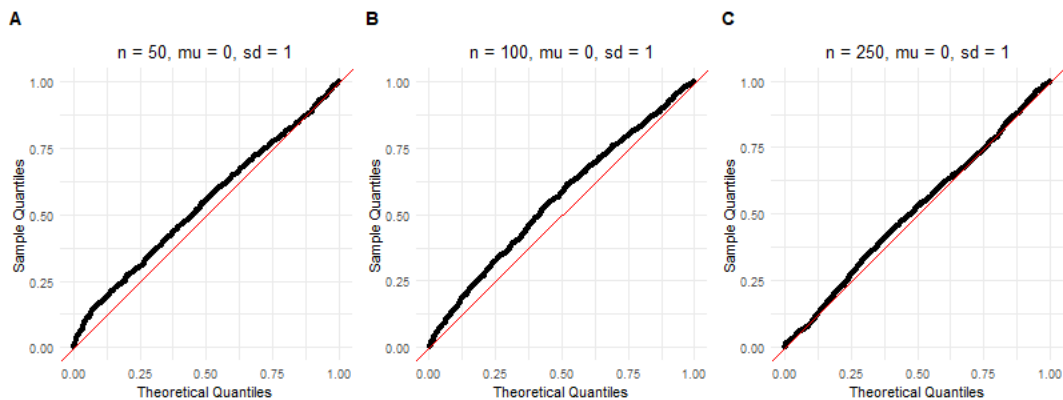 A
n = 50, mu = 0, sd = 1
1.00
0.75
0.50
0.25
0.00
Sample Quantiles
0.00 0.25 0.50 0.75 1.00
Theoretical Quantiles
B
n = 100, mu = 0, sd = 1
1.00
0.75
0.50
0.25
0.00
Sample Quantiles
0.00 0.25 0.50 0.75 1.00
Theoretical Quantiles
C
n = 250, mu = 0, sd = 1
1.00
0.75
0.50
0.25
0.00
Sample Quantiles
0.00 0.25 0.50 0.75 1.00
Theoretical Quantiles